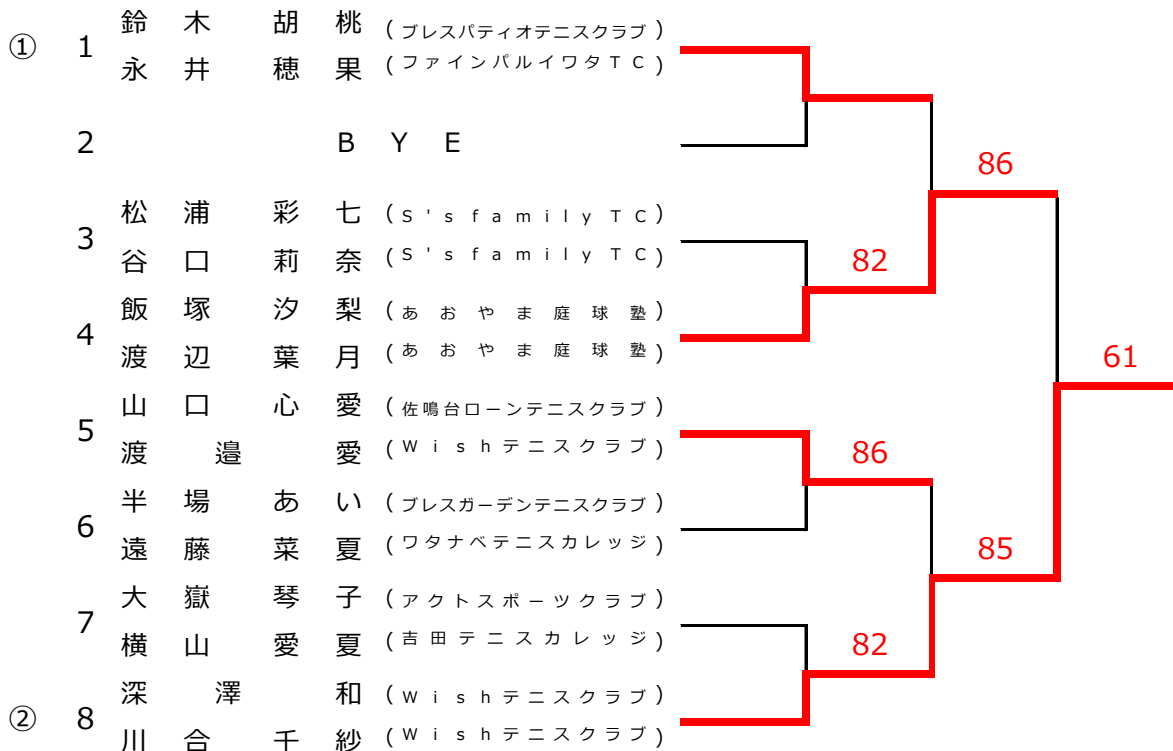 ① 1 鈴木 胡桃 (ブレスパティオテニスクラブ)
永井 穂果 (ファインパルイワタTC)
2 BYE
86
3 松浦 彩七 (S's family TC)
谷口 莉奈 (S's family TC)
82
4 飯塚 汐梨 (あおやま庭球塾)
渡辺 葉月 (あおやま庭球塾)
61
5 山口 心愛 (佐鳴台ローンテニスクラブ)
渡邉 愛 (Wishテニスクラブ)
86
6 半場 あい (ブレスガーデンテニスクラブ)
遠藤 菜夏 (ワタナベテニスカレッジ)
85
7 大嶽 琴子 (アクトスポーツクラブ)
横山 愛夏 (吉田テニスカレッジ)
82
② 8 深澤 和 (Wishテニスクラブ)
川合 千紗 (Wishテニスクラブ)